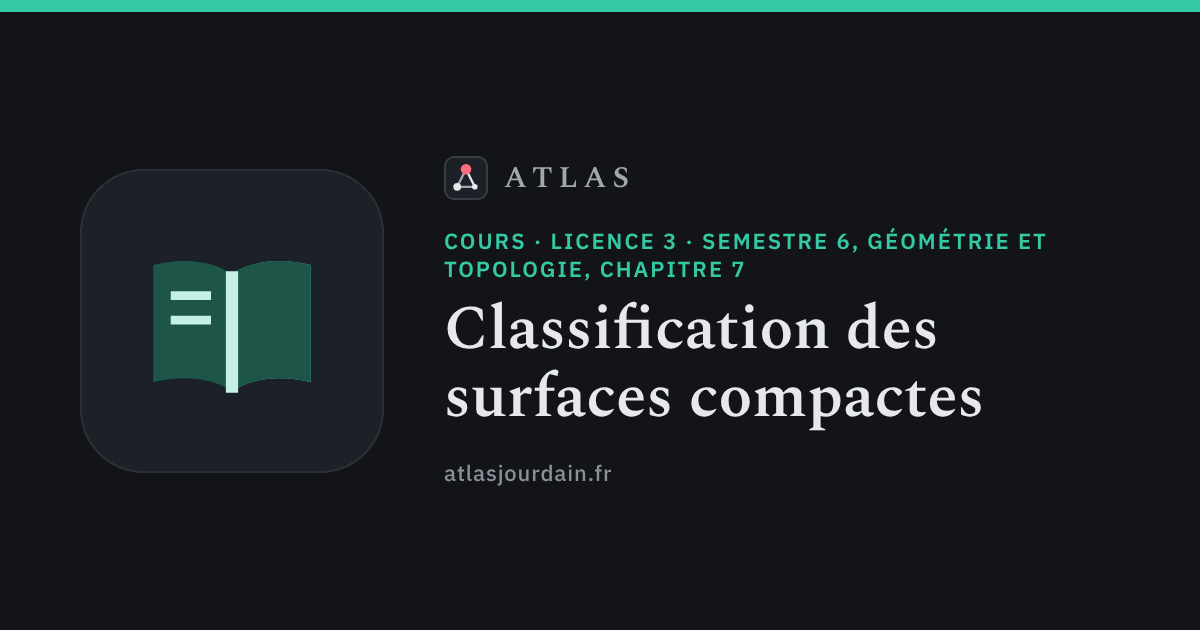 ATLAS
COURS · LICENCE 3 · SEMESTRE 6, GÉOMÉTRIE ET
TOPOLOGIE, CHAPITRE 7
Classification des
surfaces compactes
atlasjourdain.fr